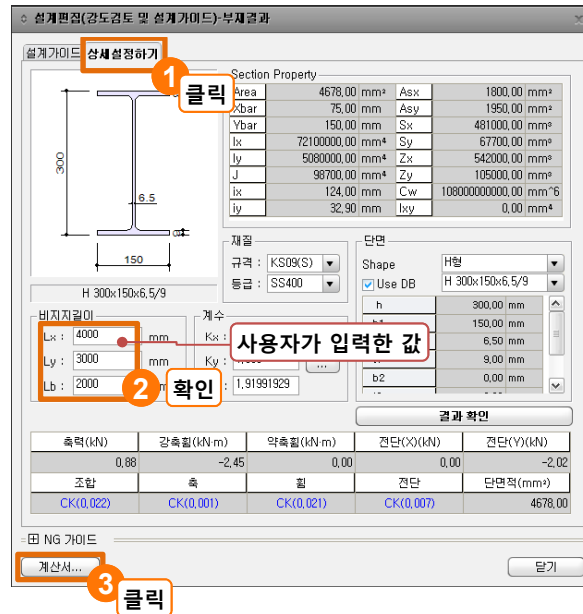 설계편집(강도검토 및 설계가이드)-부재결과
설계가이드 상세설정하기
1
클릭
300
6.5
9
150
H 300x150x6,5/9
Section Property
Area 4678,00 mm² Asx 1800,00 mm²
Xbar 75,00 mm Asy 1950,00 mm²
Ybar 150,00 mm Sx 481000,00 mm³
Ix 72100000,00 mm⁴ Sy 67700,00 mm³
Iy 5080000,00 mm⁴ Zx 542000,00 mm³
J 98700,00 mm⁴ Zy 105000,00 mm³
ix 124,00 mm Cw 108000000000,00 mm^6
iy 32,90 mm Ixy 0,00 mm⁴
재질
규격 : KS09(S)
등급 : SS400
단면
Shape H형
Use DB H 300x150x6,5/9
h 300,00 mm
150,00 mm
6,50 mm
9,00 mm
b2 0,00 mm
비지지길이
Lx : 4000 mm
Ly : 3000 mm
Lb : 2000
계수
Kx :
Ky :
...
: 1,91991929
사용자가 입력한 값
2
확인
결과 확인
축력(kN) 강축휨(kN·m) 약축휨(kN·m) 전단(X)(kN) 전단(Y)(kN)
0,88 -2,45 0,00 0,00 -2,02
조합 축 휨 전단 단면적(mm²)
CK(0,022) CK(0,001) CK(0,021) CK(0,007) 4678,00
NG 가이드
계산서...
닫기
3
클릭